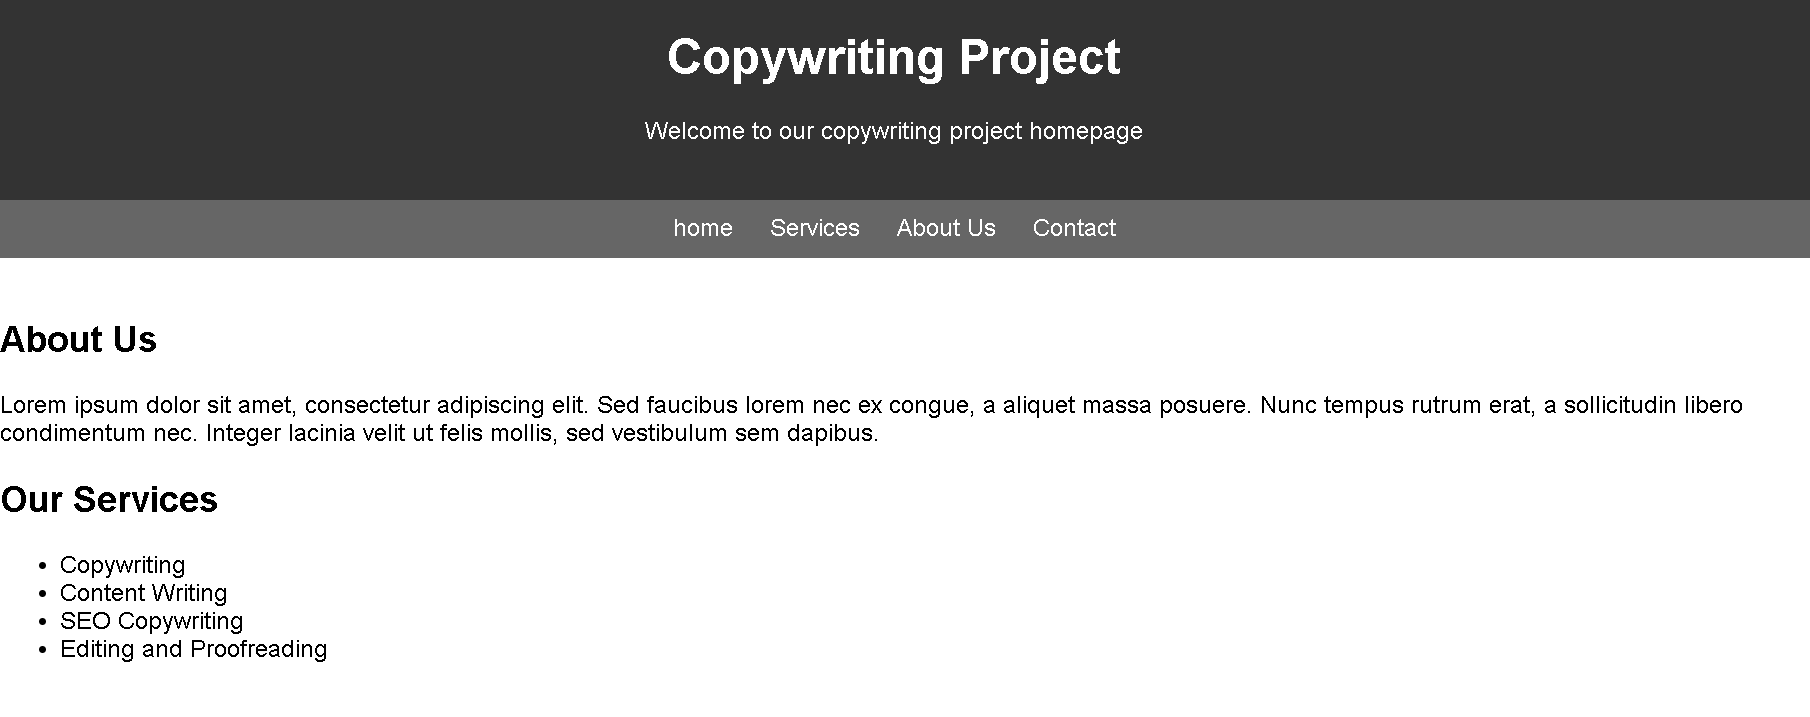 Copywriting Project
Welcome to our copywriting project homepage
home Services About Us Contact
About Us
Lorem ipsum dolor sit amet, consectetur adipiscing elit. Sed faucibus lorem nec ex congue, a aliquet massa posuere. Nunc tempus rutrum erat, a sollicitudin libero
condimentum nec. Integer lacinia velit ut felis mollis, sed vestibulum sem dapibus.
Our Services
• Copywriting
• Content Writing
• SEO Copywriting
• Editing and Proofreading